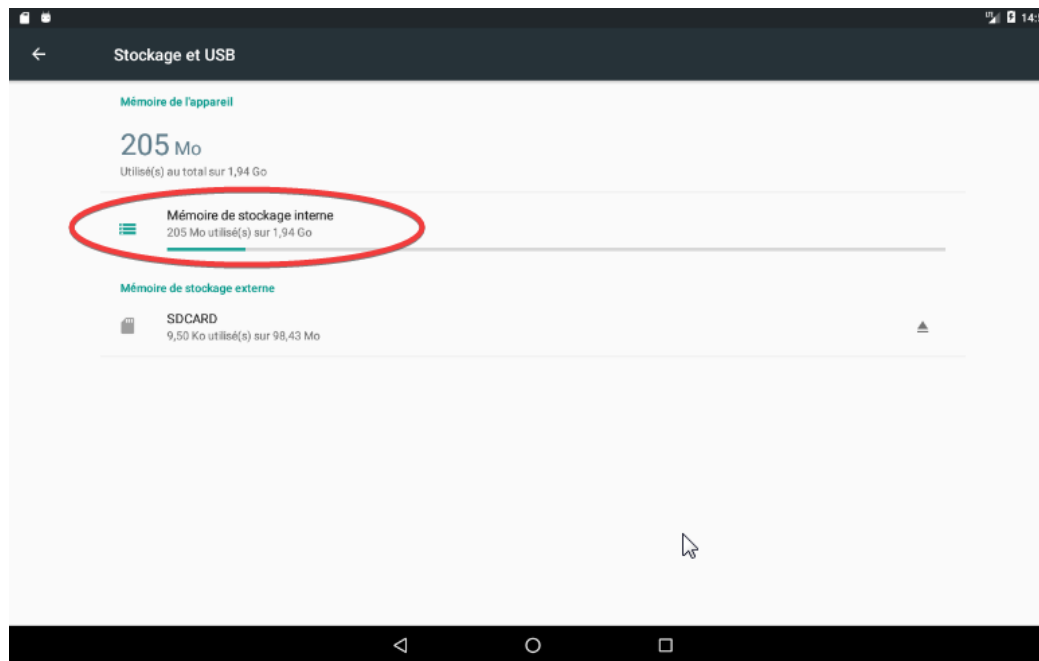 14:
Stockage et USB
Mémoire de l'appareil
205 Mo
Utilisé(s) au total sur 1,94 Go
Mémoire de stockage interne
205 Mo utilisé(s) sur 1,94 Go
Mémoire de stockage externe
SDCARD
9,50 Ko utilisé(s) sur 98,43 Mo